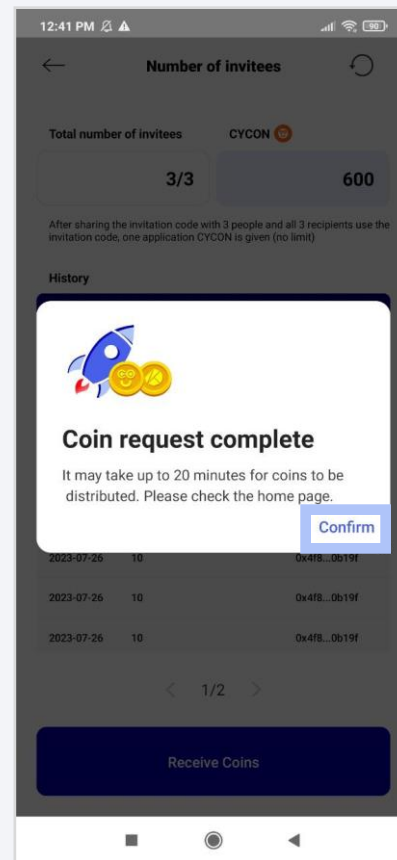 12:41 PM
90
Number of invitees
Total number of invitees CYCON
3/3 600
After sharing the invitation code with 3 people and all 3 recipients use the
invitation code, one application CYCON is given (no limit)
History
Coin request complete
It may take up to 20 minutes for coins to be
distributed. Please check the home page.
Confirm
2023-07-26 10 0x4f8...0b19f
2023-07-26 10 0x4f8...0b19f
2023-07-26 10 0x4f8...0b19f
< 1/2 >
Receive Coins